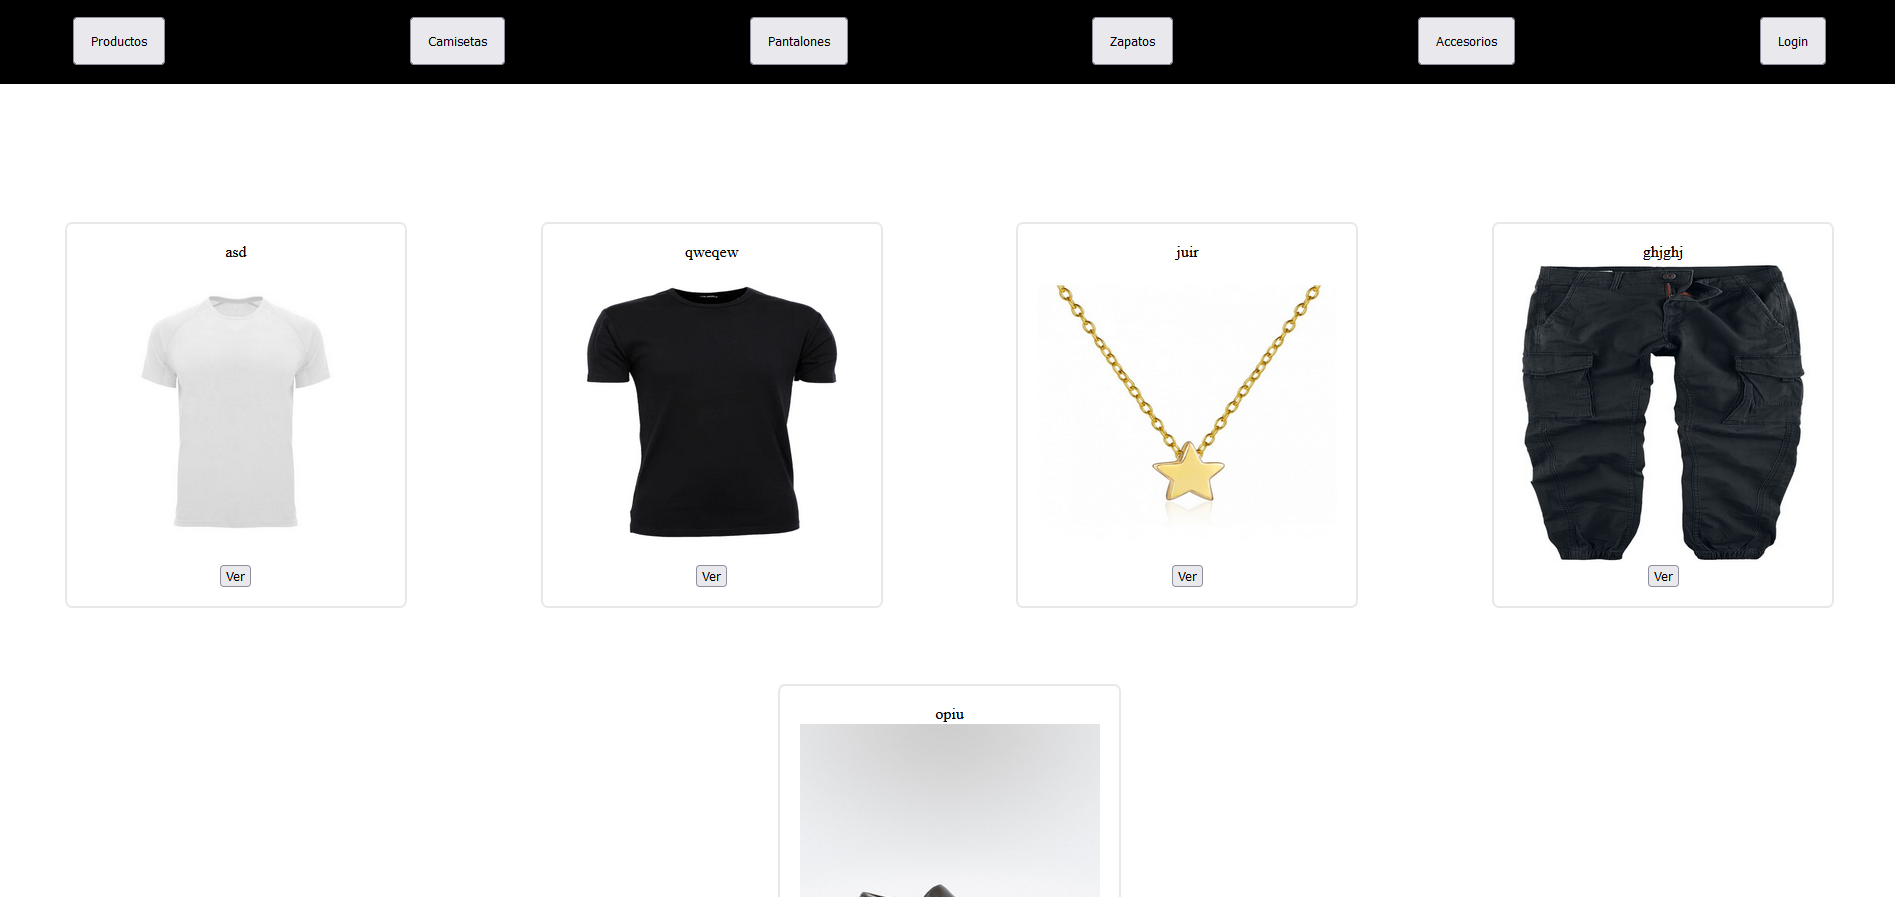 Productos
Camisetas
Pantalones
Zapatos
Accesorios
Login
asd
qweqew
juir
ghjghj
Ver
Ver
Ver
Ver
opiu